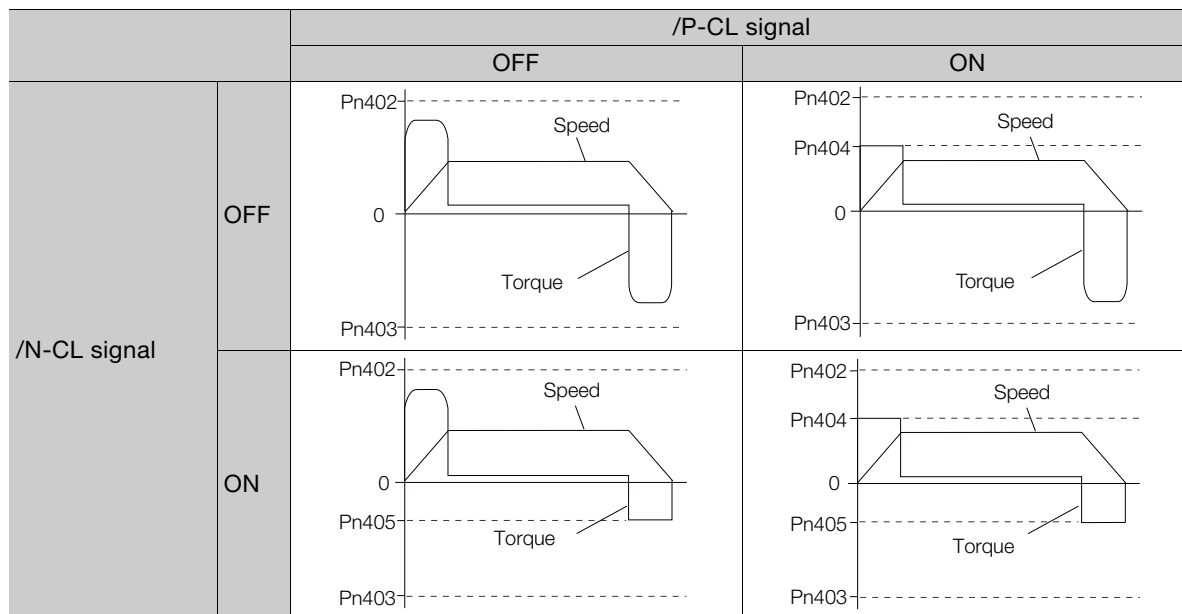 /P-CL signal
OFF
ON
/N-CL signal
OFF
Pn402
Speed
0
Torque
Pn403
Pn402
Speed
Pn404
0
Torque
Pn403
ON
Pn402
Speed
0
Pn405
Torque
Pn403
Pn402
Speed
Pn404
0
Pn405
Torque
Pn403